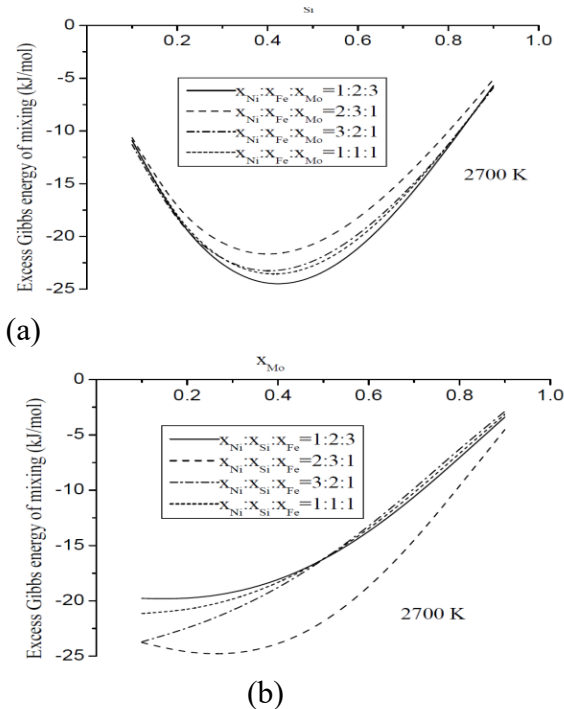 Si
0 0.2 0.4 0.6 0.8 1.0
-5
-10
-15
-20
-25
Excess Gibbs energy of mixing (kJ/mol)
xNi:xFe:xMo=1:2:3
xNi:xFe:xMo=2:3:1
xNi:xFe:xMo=3:2:1
xNi:xFe:xMo=1:1:1
2700 K
(a)
xMo
0 0.2 0.4 0.6 0.8 1.0
-5
-10
-15
-20
-25
Excess Gibbs energy of mixing (kJ/mol)
xNi:xSi:xFe=1:2:3
xNi:xSi:xFe=2:3:1
xNi:xSi:xFe=3:2:1
xNi:xSi:xFe=1:1:1
2700 K
(b)